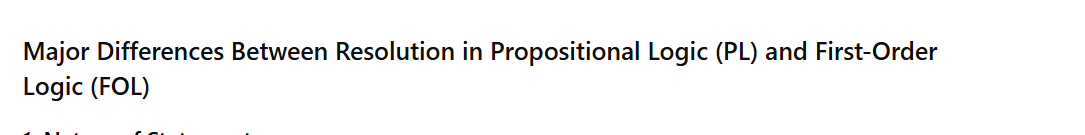 Major Differences Between Resolution in Propositional Logic (PL) and First-Order
Logic (FOL)